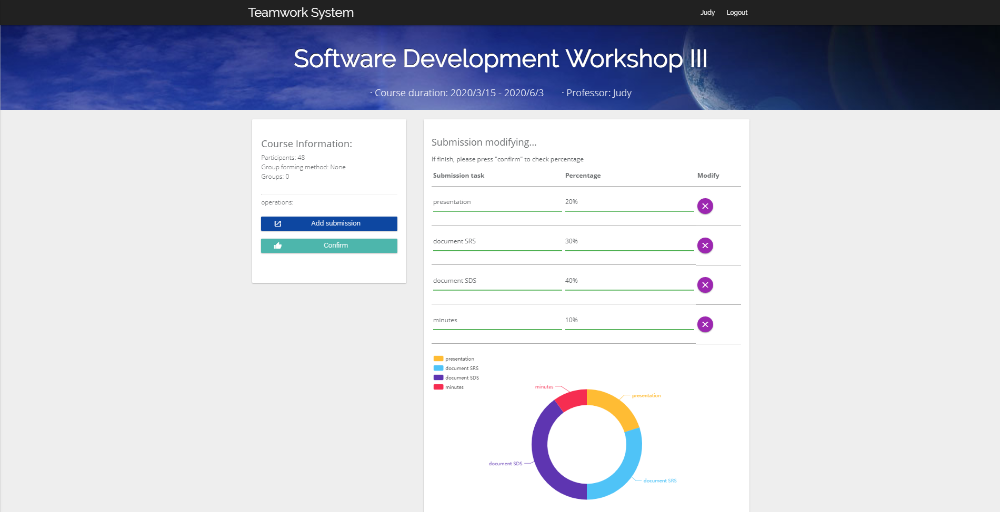 Teamwork System
Judy Logout
Software Development Workshop III
· Course duration: 2020/3/15 - 2020/6/3 · Professor: Judy
Course Information:
Participants: 48
Group forming method: None
Groups: 0
operations:
Add submission
Confirm
Submission modifying...
If finish, please press "confirm" to check percentage
Submission task Percentage Modify
presentation 20%
document SRS 30%
document SDS 40%
minutes 10%
presentation
document SRS
document SDS
minutes
minutes
presentation
document SDS
document SRS